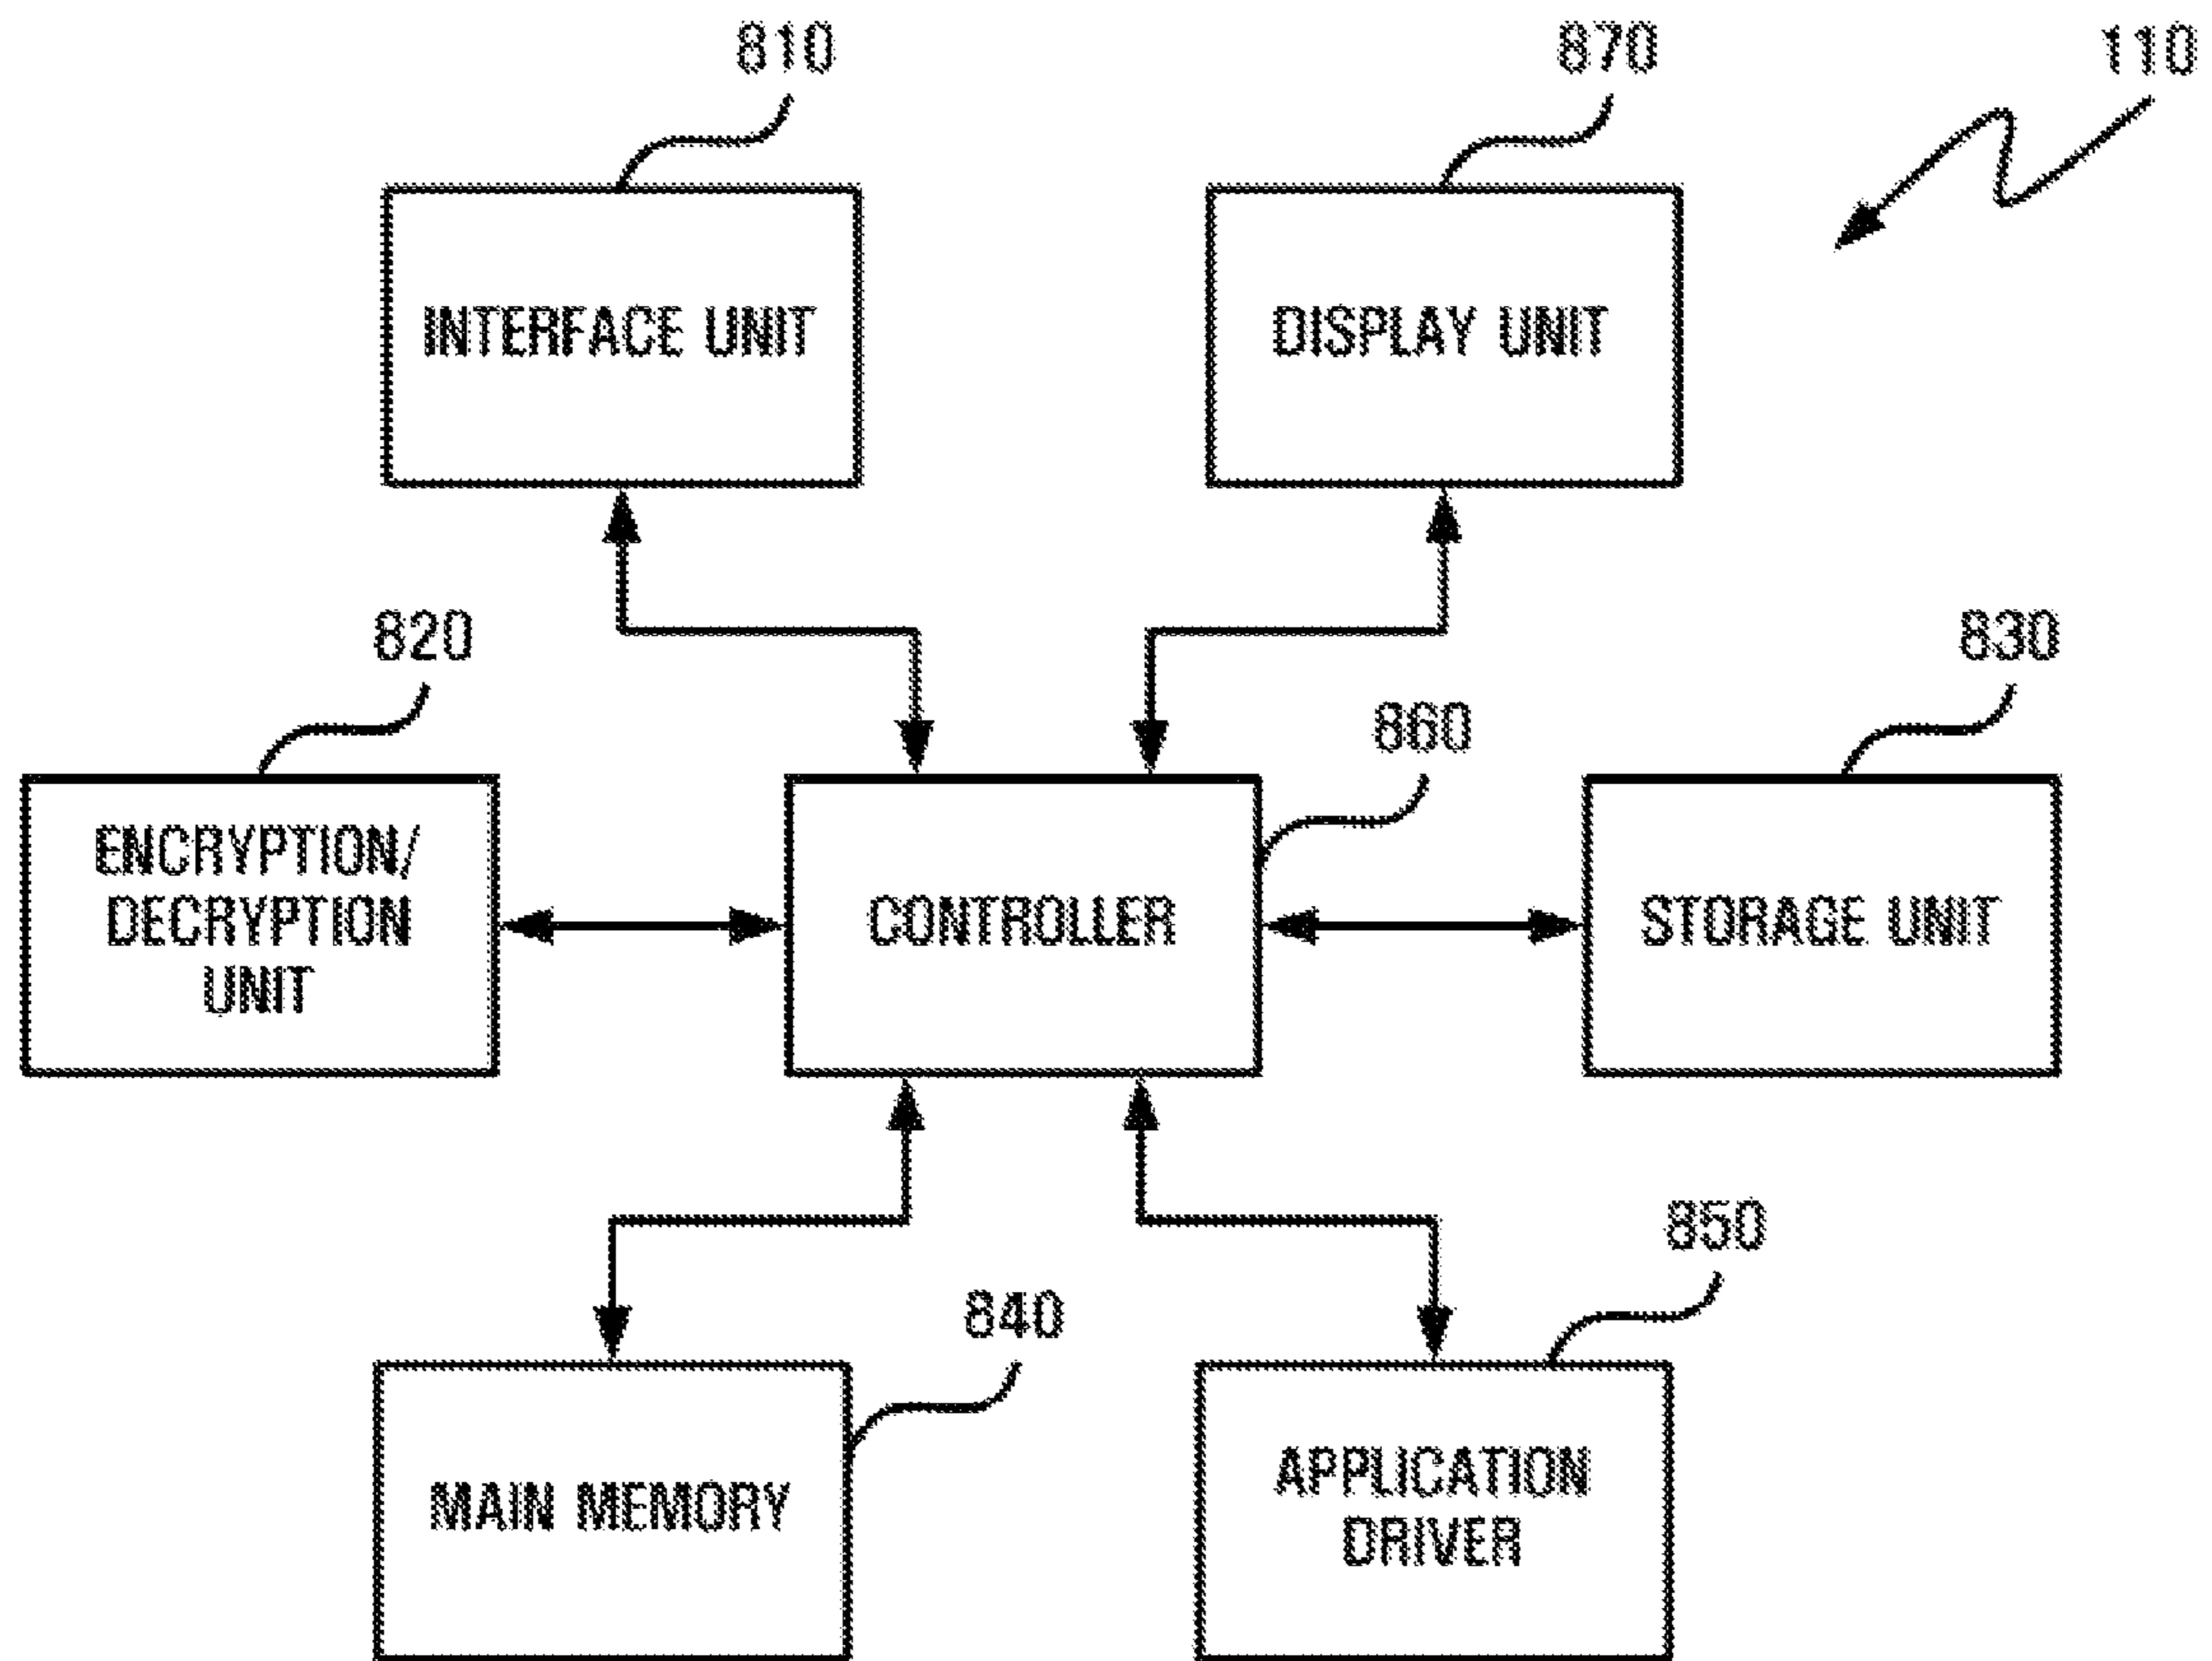 810
870
110
INTERFACE UNIT
DISPLAY UNIT
820
830
860
ENCRYPTION/
DECRYPTION
UNIT
CONTROLLER
STORAGE UNIT
850
840
MAIN MEMORY
APPLICATION
DRIVER